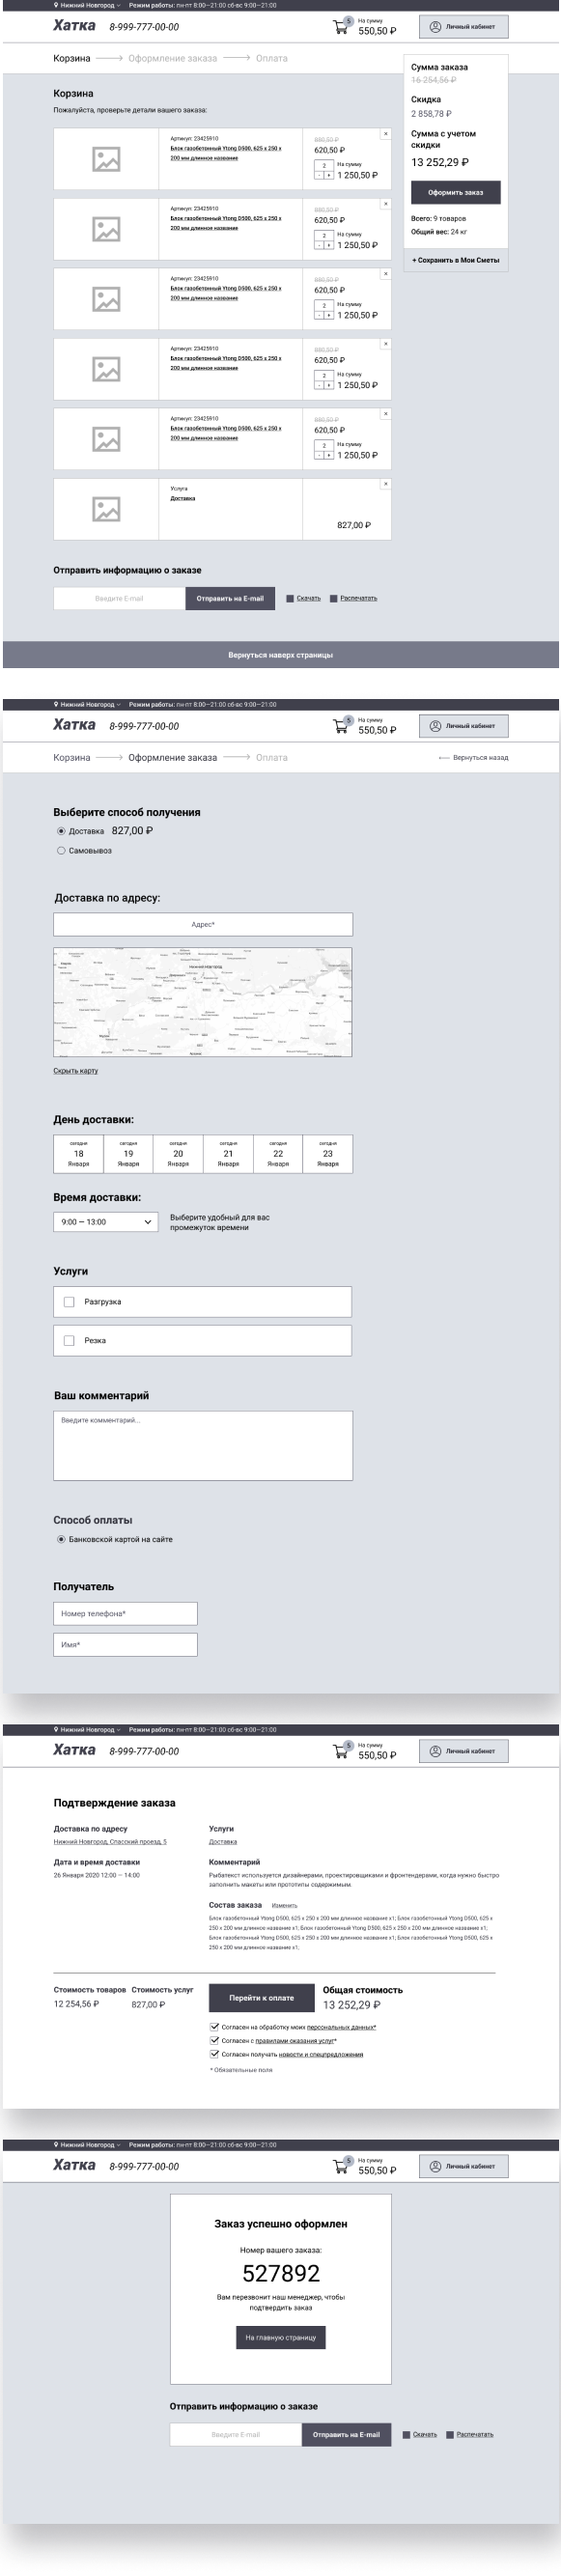 Нижний Новгород Режим работы: пн-пт 8:00—21:00 сб-вс 9:00—21:00
Хатка 8-999-777-00-00
5 На сумму
550,50 ₽
Личный кабинет
Корзина Оформление заказа Оплата
Сумма заказа
16 254,56 ₽
Скидка
2 858,78 ₽
Сумма с учетом
скидки
13 252,29 ₽
Оформить заказ
Всего: 9 товаров
Общий вес: 24 кг
+ Сохранить в Мои Сметы
Корзина
Пожалуйста, проверьте детали вашего заказа:
Артикул: 23425910
Блок газобетонный Ytong D500, 625 x 250 x
200 мм длинное название
880,50 ₽
620,50 ₽
2 На сумму
- + 1 250,50 ₽
×
Артикул: 23425910
Блок газобетонный Ytong D500, 625 x 250 x
200 мм длинное название
880,50 ₽
620,50 ₽
2 На сумму
- + 1 250,50 ₽
×
Артикул: 23425910
Блок газобетонный Ytong D500, 625 x 250 x
200 мм длинное название
880,50 ₽
620,50 ₽
2 На сумму
- + 1 250,50 ₽
×
Артикул: 23425910
Блок газобетонный Ytong D500, 625 x 250 x
200 мм длинное название
880,50 ₽
620,50 ₽
2 На сумму
- + 1 250,50 ₽
×
Артикул: 23425910
Блок газобетонный Ytong D500, 625 x 250 x
200 мм длинное название
880,50 ₽
620,50 ₽
2 На сумму
- + 1 250,50 ₽
×
Услуга
Доставка
827,00 ₽
×
Отправить информацию о заказе
Введите E-mail Отправить на E-mail Скачать Распечатать
Вернуться наверх страницы
Нижний Новгород Режим работы: пн-пт 8:00—21:00 сб-вс 9:00—21:00
Хатка 8-999-777-00-00
5 На сумму
550,50 ₽
Личный кабинет
Корзина Оформление заказа Оплата Вернуться назад
Выберите способ получения
Доставка 827,00 ₽
Самовывоз
Доставка по адресу:
Адрес*
Нижний Новгород
Скрыть карту
День доставки:
сегодня сегодня сегодня сегодня сегодня сегодня
18 19 20 21 22 23
Января Января Января Января Января Января
Время доставки:
9:00 — 13:00
Выберите удобный для вас
промежуток аремени
Услуги
Разгрузка
Резка
Ваш комментарий
Введите комментарий...
Способ оплаты
Банковской картой на сайте
Получатель
Номер телефона*
Имя*
Нижний Новгород Режим работы: пн-пт 8:00—21:00 сб-вс 9:00—21:00
Хатка 8-999-777-00-00
5 На сумму
550,50 ₽
Личный кабинет
Подтверждение заказа
Доставка по адресу
Нижний Новгород, Спасский проезд, 5
Дата и время доставки
26 Января 2020 12:00 — 14:00
Услуги
Доставка
Комментарий
Рыбатекст используется дизайнерами, проектировщиками и фронтендерами, когда нужно быстро
заполнить макеты или прототипы содержимым.
Состав заказа Изменить
Блок газобетонный Ytong D500, 625 x 250 x 200 мм длинное название x1; Блок газобетонный Ytong D500, 625 x
250 x 200 мм длинное название x1; Блок газобетонный Ytong D500, 625 x 250 x 200 мм длинное название x1;
Блок газобетонный Ytong D500, 625 x 250 x 200 мм длинное название x1; Блок газобетонный Ytong D500, 625 x
250 x 200 мм длинное название x1;
Стоимость товаров Стоимость услуг
12 254,56 ₽ 827,00 ₽
Перейти к оплате
Общая стоимость
13 252,29 ₽
Согласен на обработку моих персональных данных*
Согласен с правилами оказания услуг*
Согласен получать новости и спецпредложения
* Обязательные поля
Нижний Новгород Режим работы: пн-пт 8:00—21:00 сб-вс 9:00—21:00
Хатка 8-999-777-00-00
5 На сумму
550,50 ₽
Личный кабинет
Заказ успешно оформлен
Номер вашего заказа:
527892
Вам перезвонит наш менеджер, чтобы
подтвердить заказ
На главную страницу
Отправить информацию о заказе
Введите E-mail Отправить на E-mail Скачать Распечатать